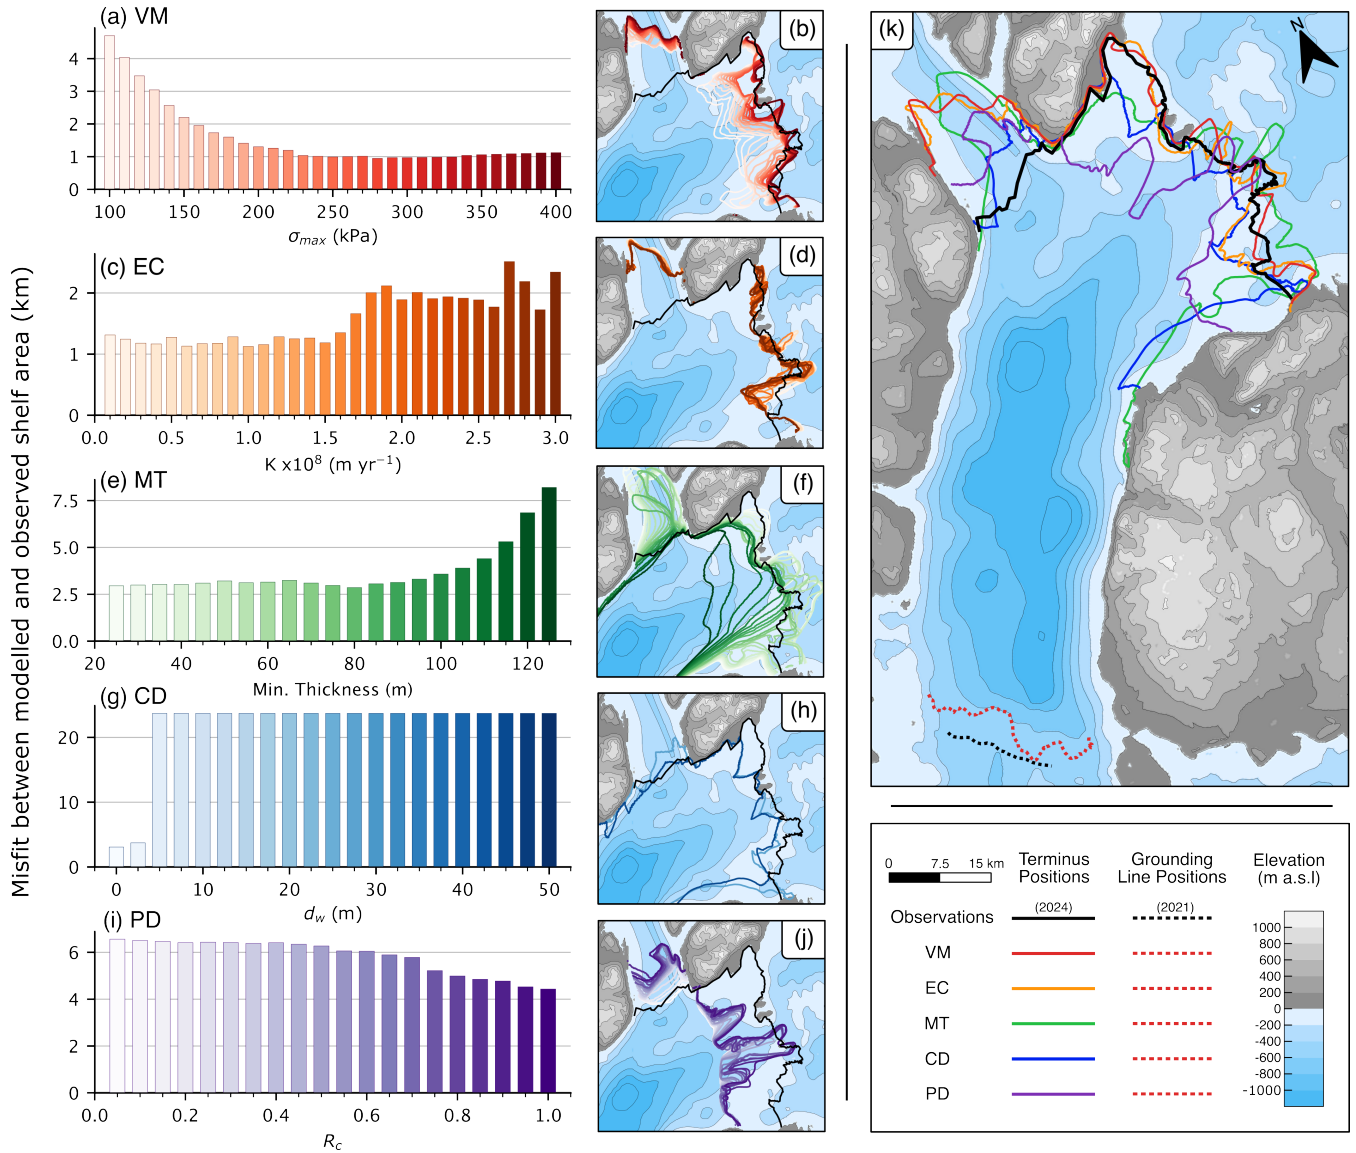 Misfit between modelled and observed shelf area (km)
(a) VM
4
3
2
1
0
100 150 200 250 300 350 400
σmax (kPa)
(b)
(c) EC
2
1
0
0.0 0.5 1.0 1.5 2.0 2.5 3.0
K x10⁸ (m yr⁻¹)
(d)
(e) MT
7.5
5.0
2.5
0.0
20 40 60 80 100 120
Min. Thickness (m)
(f)
(g) CD
20
10
0
0 10 20 30 40 50
dw (m)
(h)
(i) PD
6
4
2
0
0.0 0.2 0.4 0.6 0.8 1.0
Rc
(j)
(k)
N
0 7.5 15 km
Terminus Positions
Grounding Line Positions
Elevation (m a.s.l)
Observations (2024) (2021)
VM
EC
MT
CD
PD
1000
800
600
400
200
0
-200
-400
-600
-800
-1000